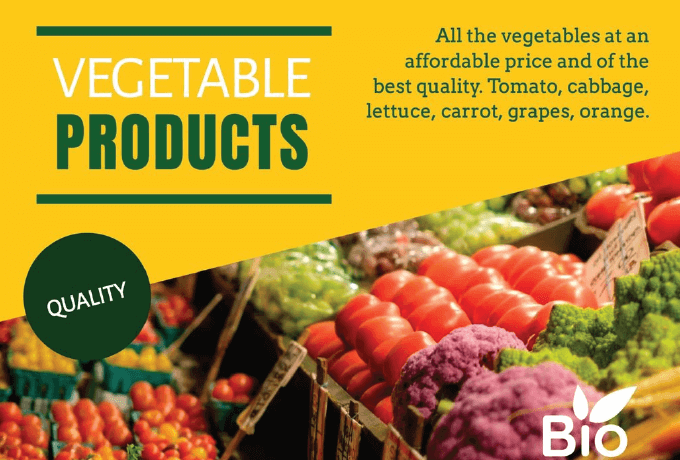 VEGETABLE
PRODUCTS
All the vegetables at an
affordable price and of the
best quality. Tomato, cabbage,
lettuce, carrot, grapes, orange.
QUALITY
Bio